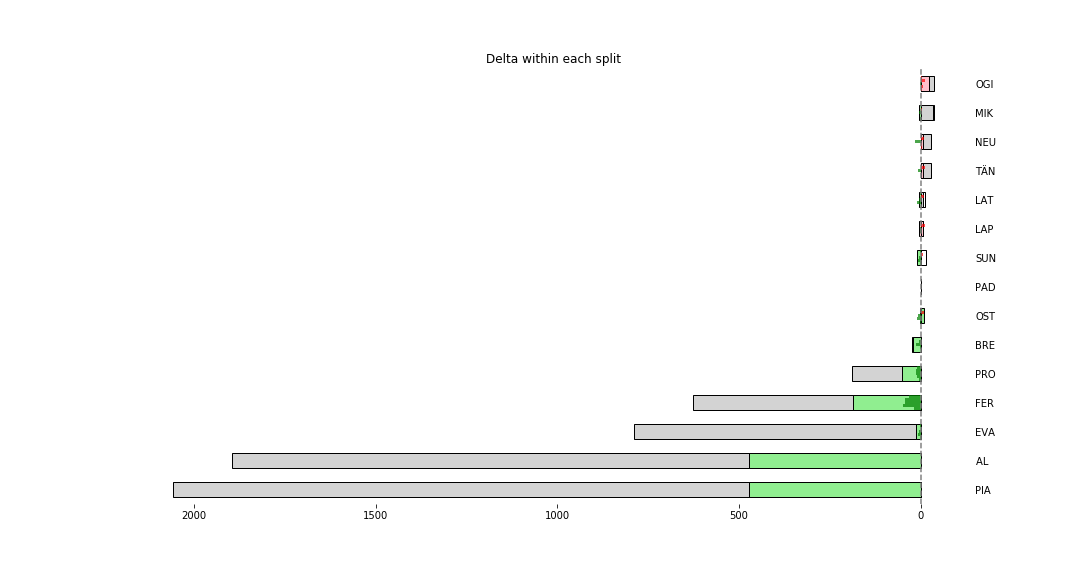 Delta within each split
OGI
MIK
NEU
TÄN
LAT
LAP
SUN
PAD
OST
BRE
PRO
FER
EVA
AL
PIA
2000 1500 1000 500 0